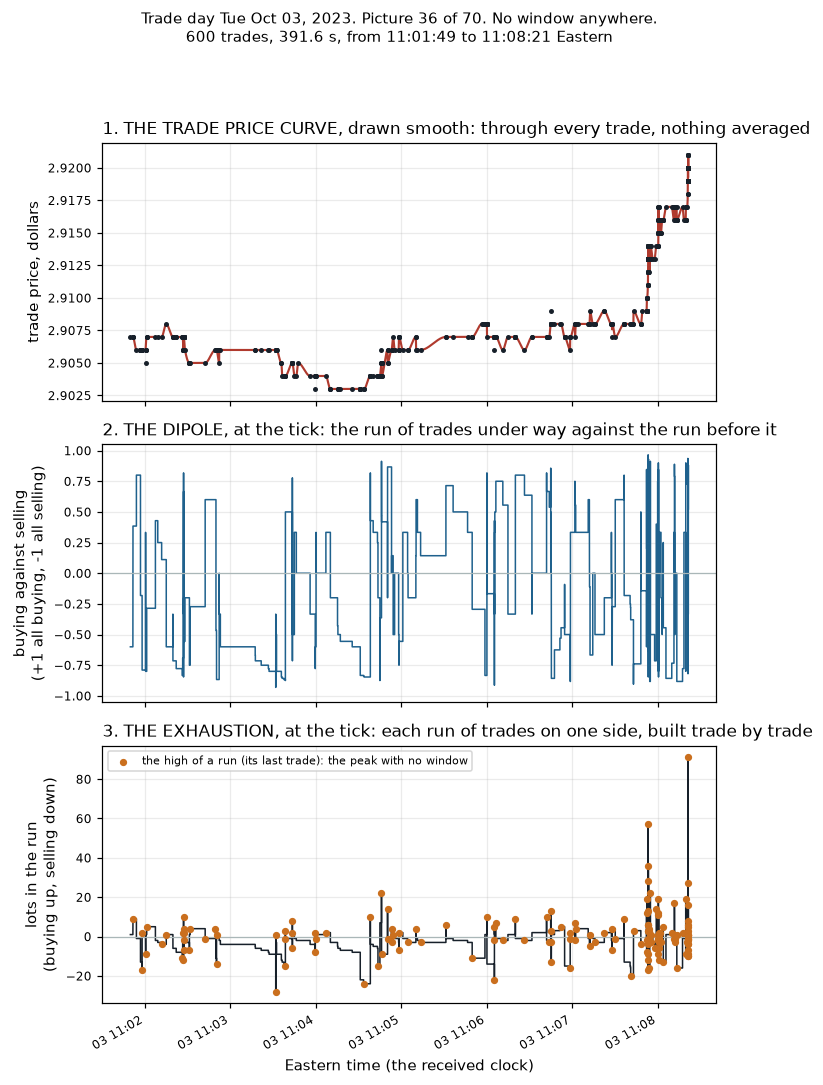 Trade day Tue Oct 03, 2023. Picture 36 of 70. No window anywhere.
600 trades, 391.6 s, from 11:01:49 to 11:08:21 Eastern
1. THE TRADE PRICE CURVE, drawn smooth: through every trade, nothing averaged
trade price, dollars
2.9200
2.9175
2.9150
2.9125
2.9100
2.9075
2.9050
2.9025
2. THE DIPOLE, at the tick: the run of trades under way against the run before it
buying against selling
(+1 all buying, -1 all selling)
1.00
0.75
0.50
0.25
0.00
−0.25
−0.50
−0.75
−1.00
3. THE EXHAUSTION, at the tick: each run of trades on one side, built trade by trade
the high of a run (its last trade): the peak with no window
lots in the run
(buying up, selling down)
80
60
40
20
0
−20
03 11:02
03 11:03
03 11:04
03 11:05
03 11:06
03 11:07
03 11:08
Eastern time (the received clock)